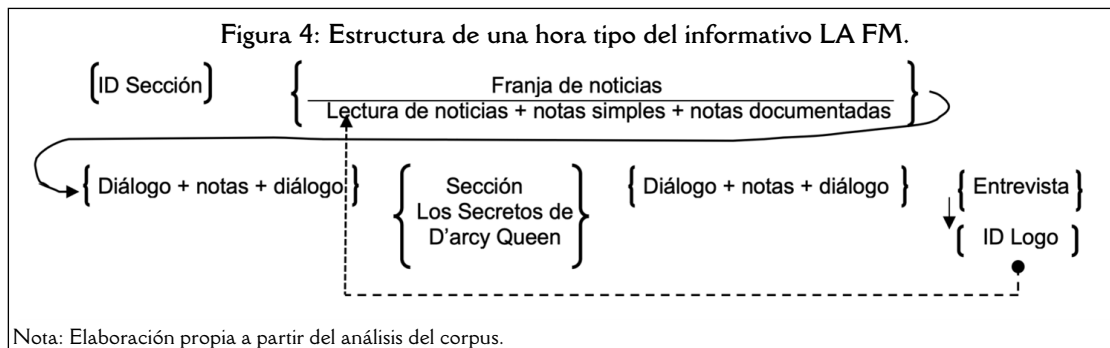 Figura 4: Estructura de una hora tipo del informativo LA FM.
ID Sección
Franja de noticias
Lectura de noticias + notas simples + notas documentadas
Diálogo + notas + diálogo
Sección
Los Secretos de
D'arcy Queen
Diálogo + notas + diálogo
Entrevista
ID Logo
Nota: Elaboración propia a partir del análisis del corpus.